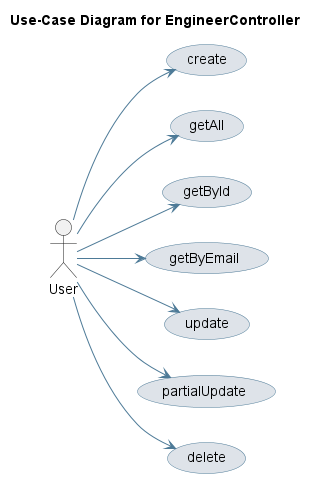 Use-Case Diagram for EngineerController
create
getAll
getById
getByEmail
User
update
partialUpdate
delete